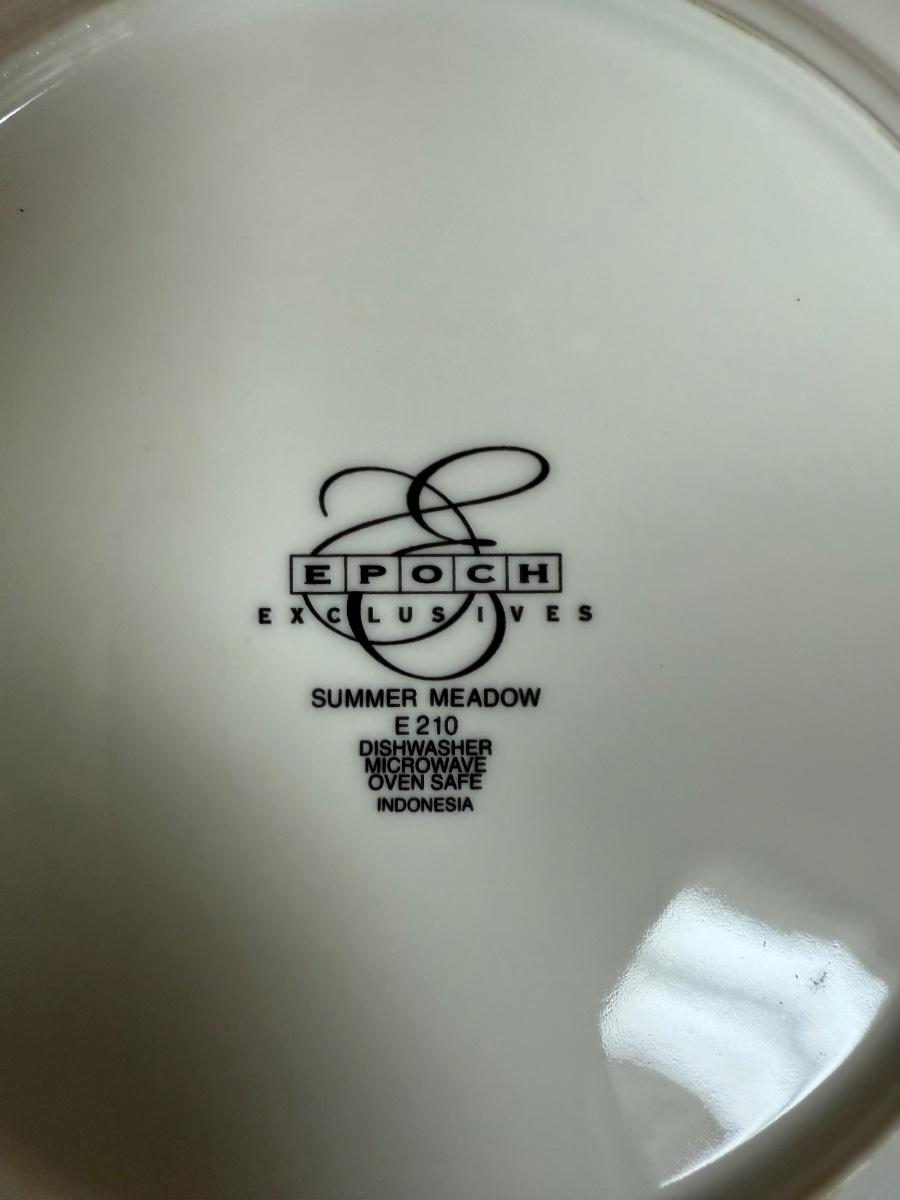 EPOCH
EXCLUSIVES
SUMMER MEADOW
E 210
DISHWASHER
MICROWAVE
OVEN SAFE
INDONESIA